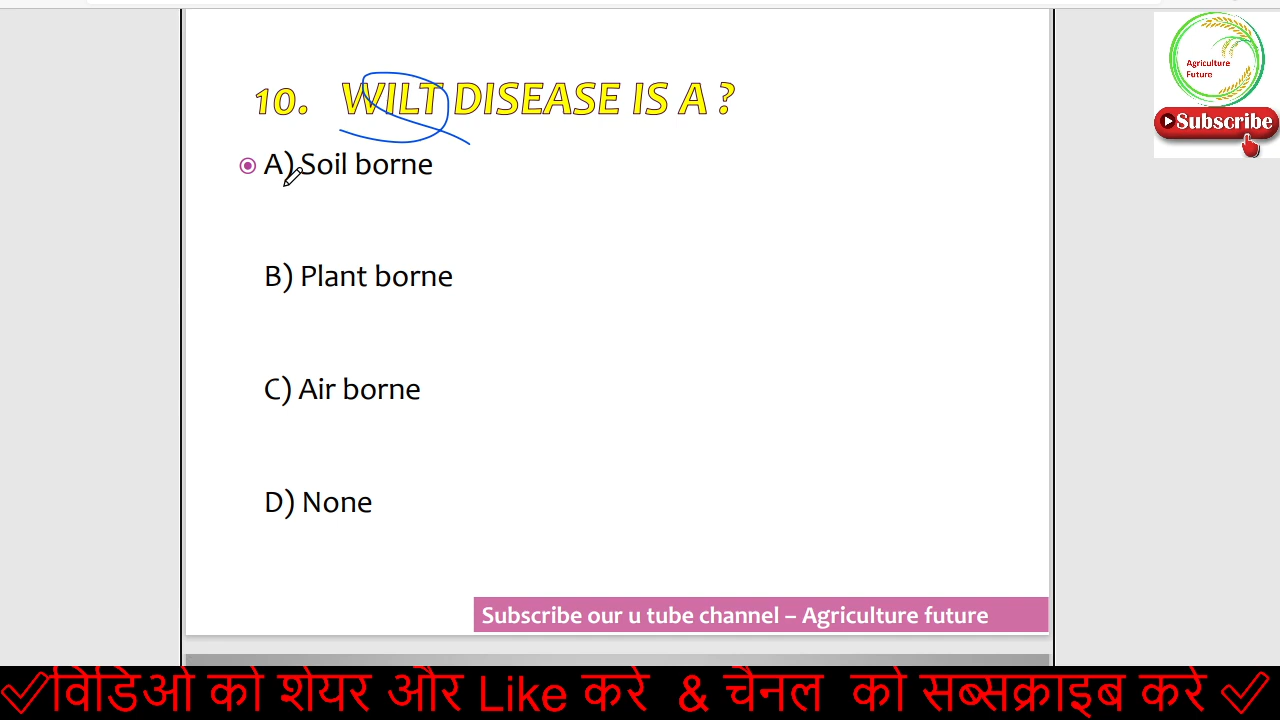 10. WILT DISEASE IS A ?
A) Soil borne
B) Plant borne
C) Air borne
D) None
Subscribe our u tube channel – Agriculture future
Agriculture
Future
Subscribe
✓विडिओ को शेयर और Like करे & चैनल को सब्सक्राइब करे ✓